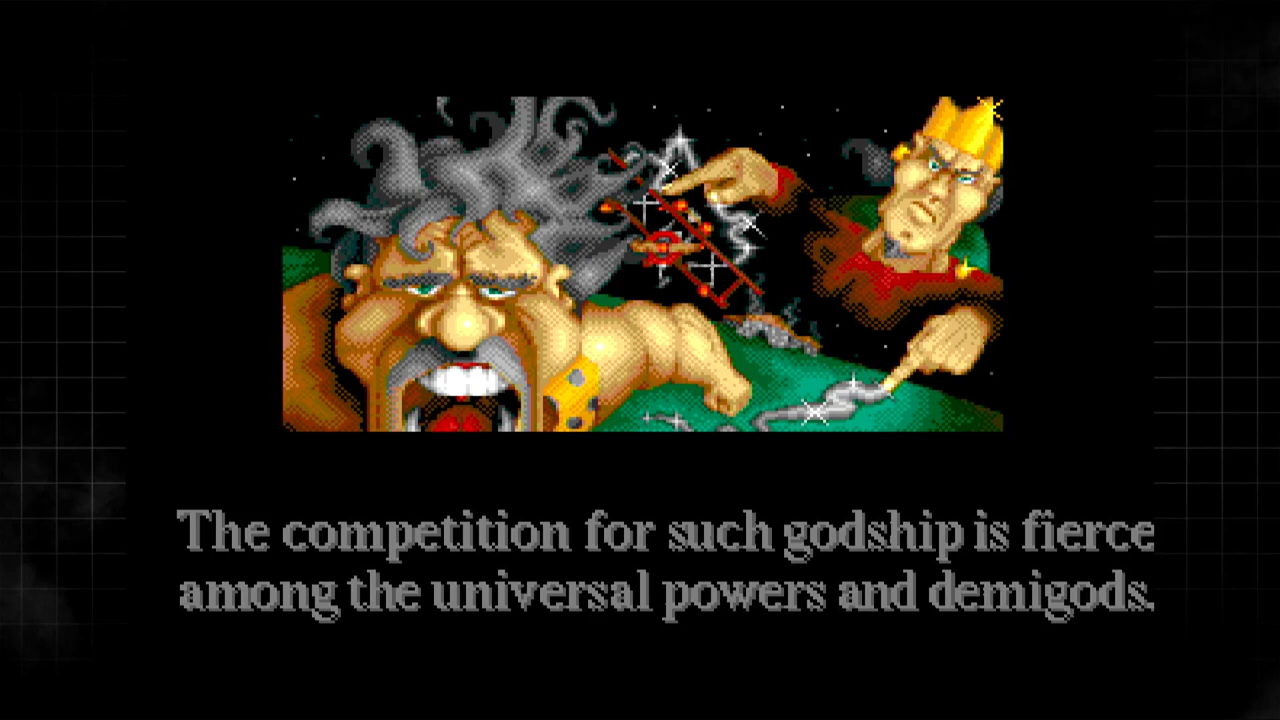 The competition for such godship is fierce
among the universal powers and demigods.